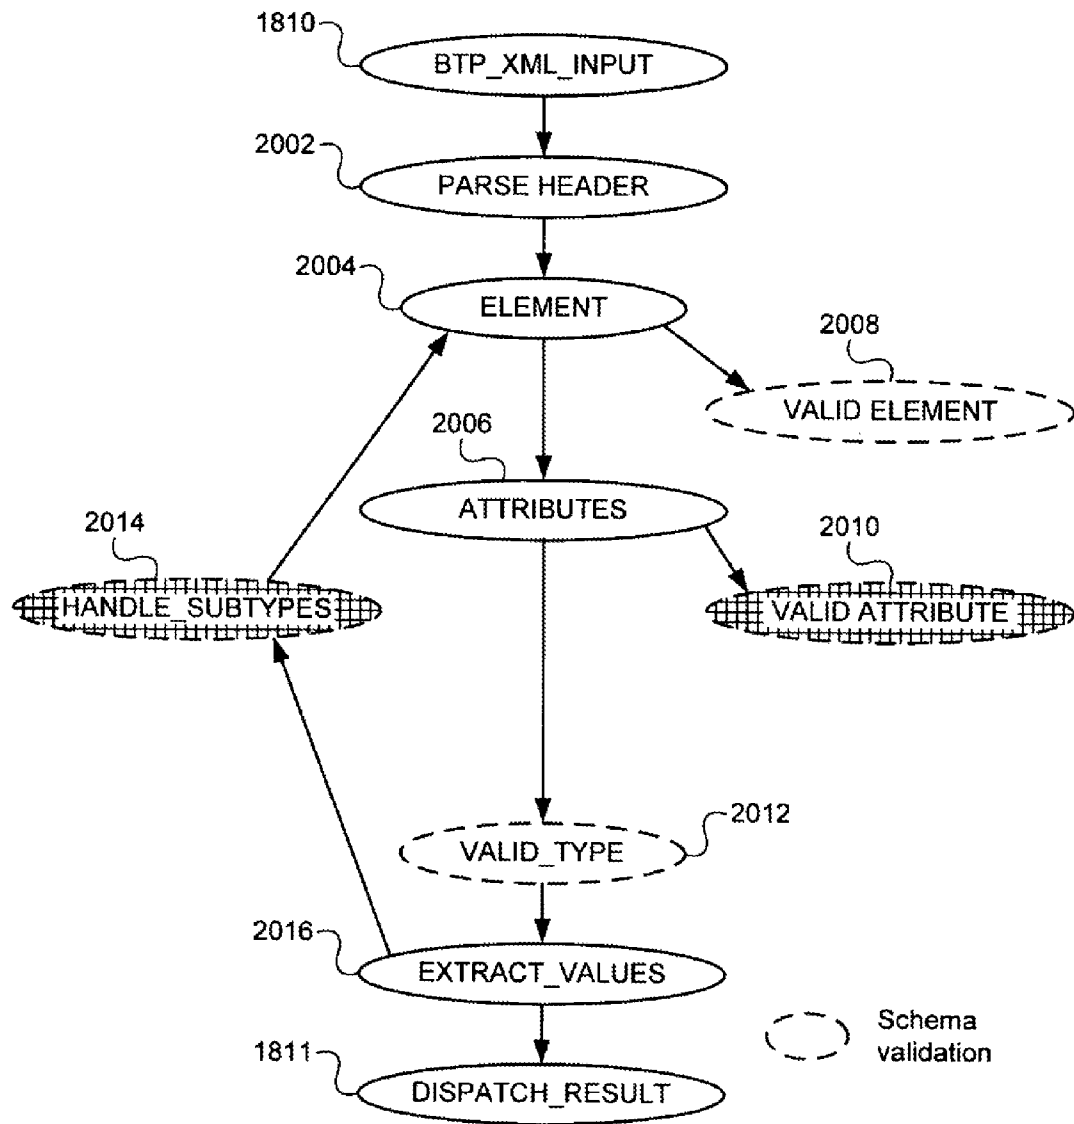 1810
BTP_XML_INPUT
2002
PARSE HEADER
2004
ELEMENT
2008
VALID ELEMENT
2006
ATTRIBUTES
2014
HANDLE_SUBTYPES
2010
VALID ATTRIBUTE
2012
VALID_TYPE
2016
EXTRACT_VALUES
1811
DISPATCH_RESULT
Schema
validation